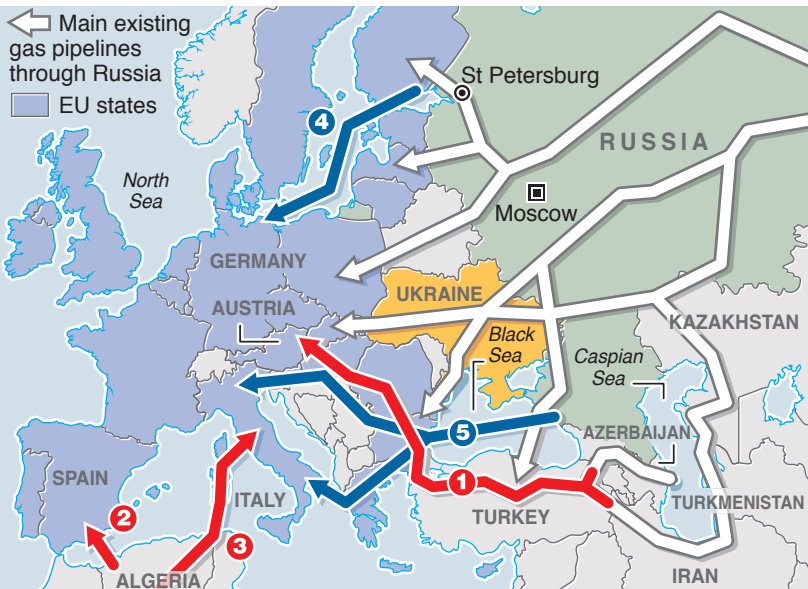 Main existing
gas pipelines
through Russia
EU states
St Petersburg
4
RUSSIA
North
Sea
Moscow
GERMANY
UKRAINE
AUSTRIA
KAZAKHSTAN
Black
Sea
Caspian
Sea
5
AZERBAIJAN
SPAIN
1
ITALY
TURKEY
TURKMENISTAN
2
3
ALGERIA
IRAN